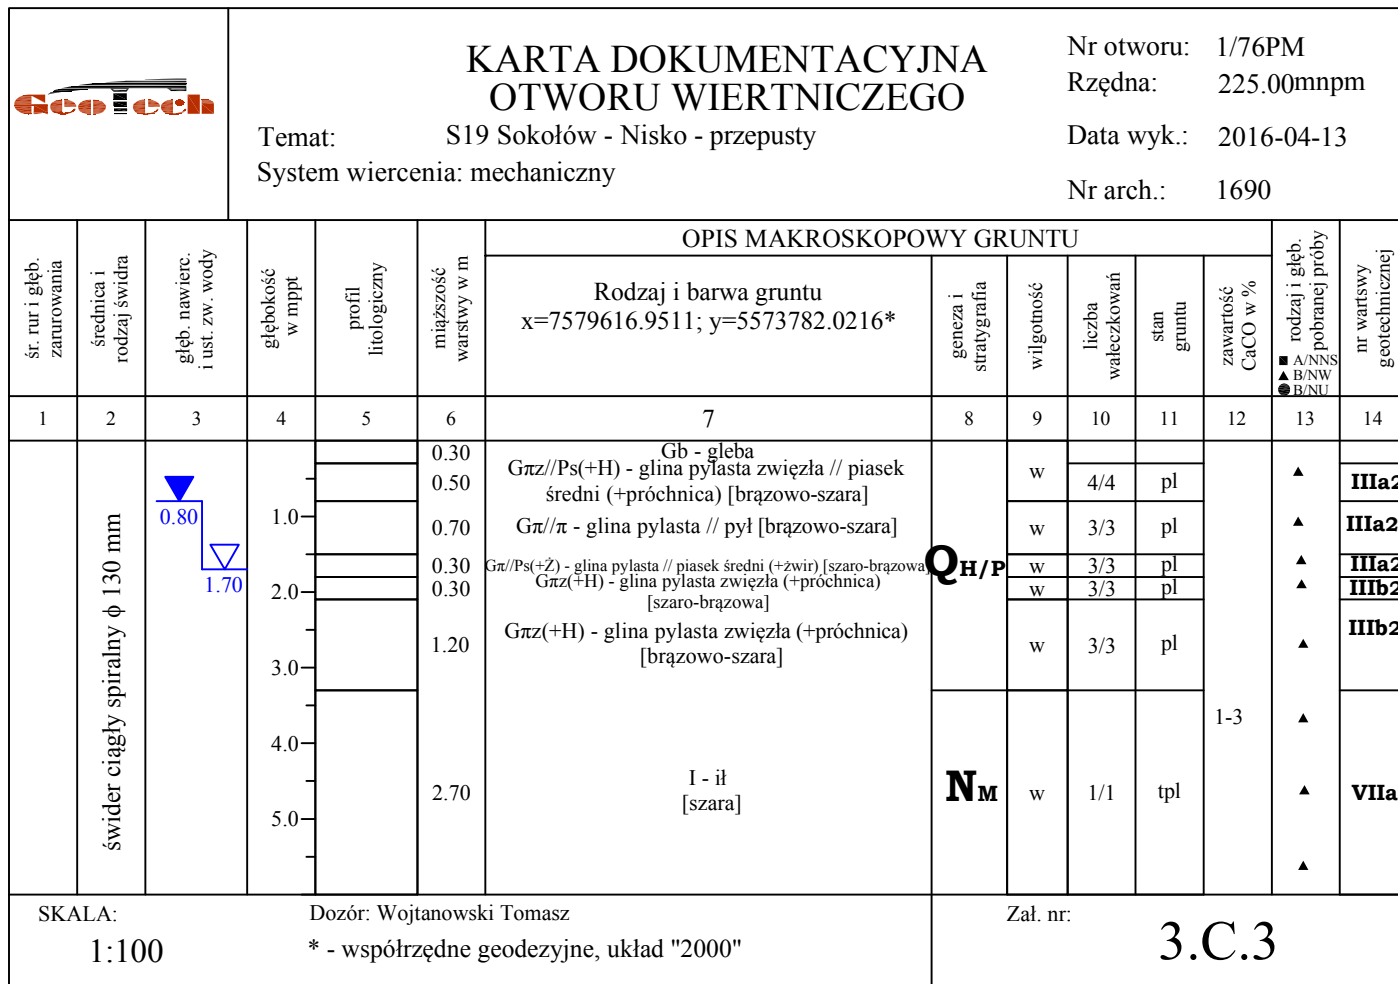 GeoTech
KARTA DOKUMENTACYJNA
OTWORU WIERTNICZEGO
Temat: S19 Sokołów - Nisko - przepusty
System wiercenia: mechaniczny
Nr otworu: 1/76PM
Rzędna: 225.00mnpm
Data wyk.: 2016-04-13
Nr arch.: 1690
śr. rur i głęb.
zarurowania
średnica i
rodzaj świdra
głęb. nawierc.
i ust. zw. wody
głębokość
w mppt
profil
litologiczny
miąższość
warstwy w m
OPIS MAKROSKOPOWY GRUNTU
Rodzaj i barwa gruntu
x=7579616.9511; y=5573782.0216*
geneza i
stratygrafia
wilgotność
liczba
wałeczkowań
stan
gruntu
zawartość
CaCO w %
rodzaj i głęb.
pobranej próby
■ A/NNS
▲ B/NW
● B/NU
nr wartswy
geotechnicznej
1 2 3 4 5 6 7 8 9 10 11 12 13 14
świder ciągły spiralny ϕ 130 mm
0.80
1.70
1.0
2.0
3.0
4.0
5.0
0.30 Gb - gleba
0.50 Gπz//Ps(+H) - glina pylasta zwięzła // piasek
średni (+próchnica) [brązowo-szara] w 4/4 pl IIIa2
0.70 Gπ//π - glina pylasta // pył [brązowo-szara] w 3/3 pl IIIa2
0.30 Gπ//Ps(+Ż) - glina pylasta // piasek średni (+żwir) [szaro-brązowa] w 3/3 pl IIIa2
0.30 Gπz(+H) - glina pylasta zwięzła (+próchnica)
[szaro-brązowa] w 3/3 pl IIIb2
QH/P
1.20 Gπz(+H) - glina pylasta zwięzła (+próchnica)
[brązowo-szara] w 3/3 pl IIIb2
1-3
2.70 I - ił
[szara] NM w 1/1 tpl VIIa
SKALA:
1:100
Dozór: Wojtanowski Tomasz
* - współrzędne geodezyjne, układ "2000"
Zał. nr:
3.C.3